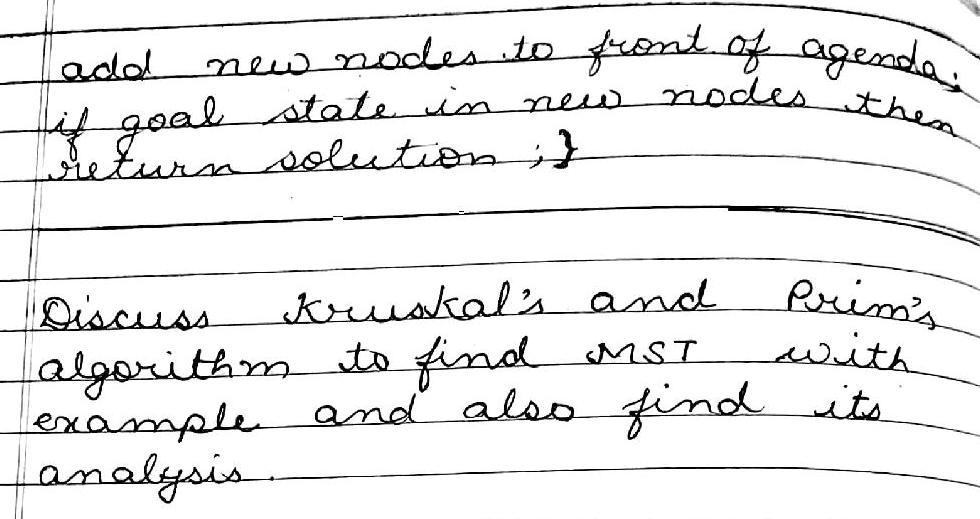 add new nodes to front of agenda;
if goal state in new nodes then
return solution ;}
Discuss Kruskal's and Prim's
algorithm to find MST with
example and also find its
analysis.